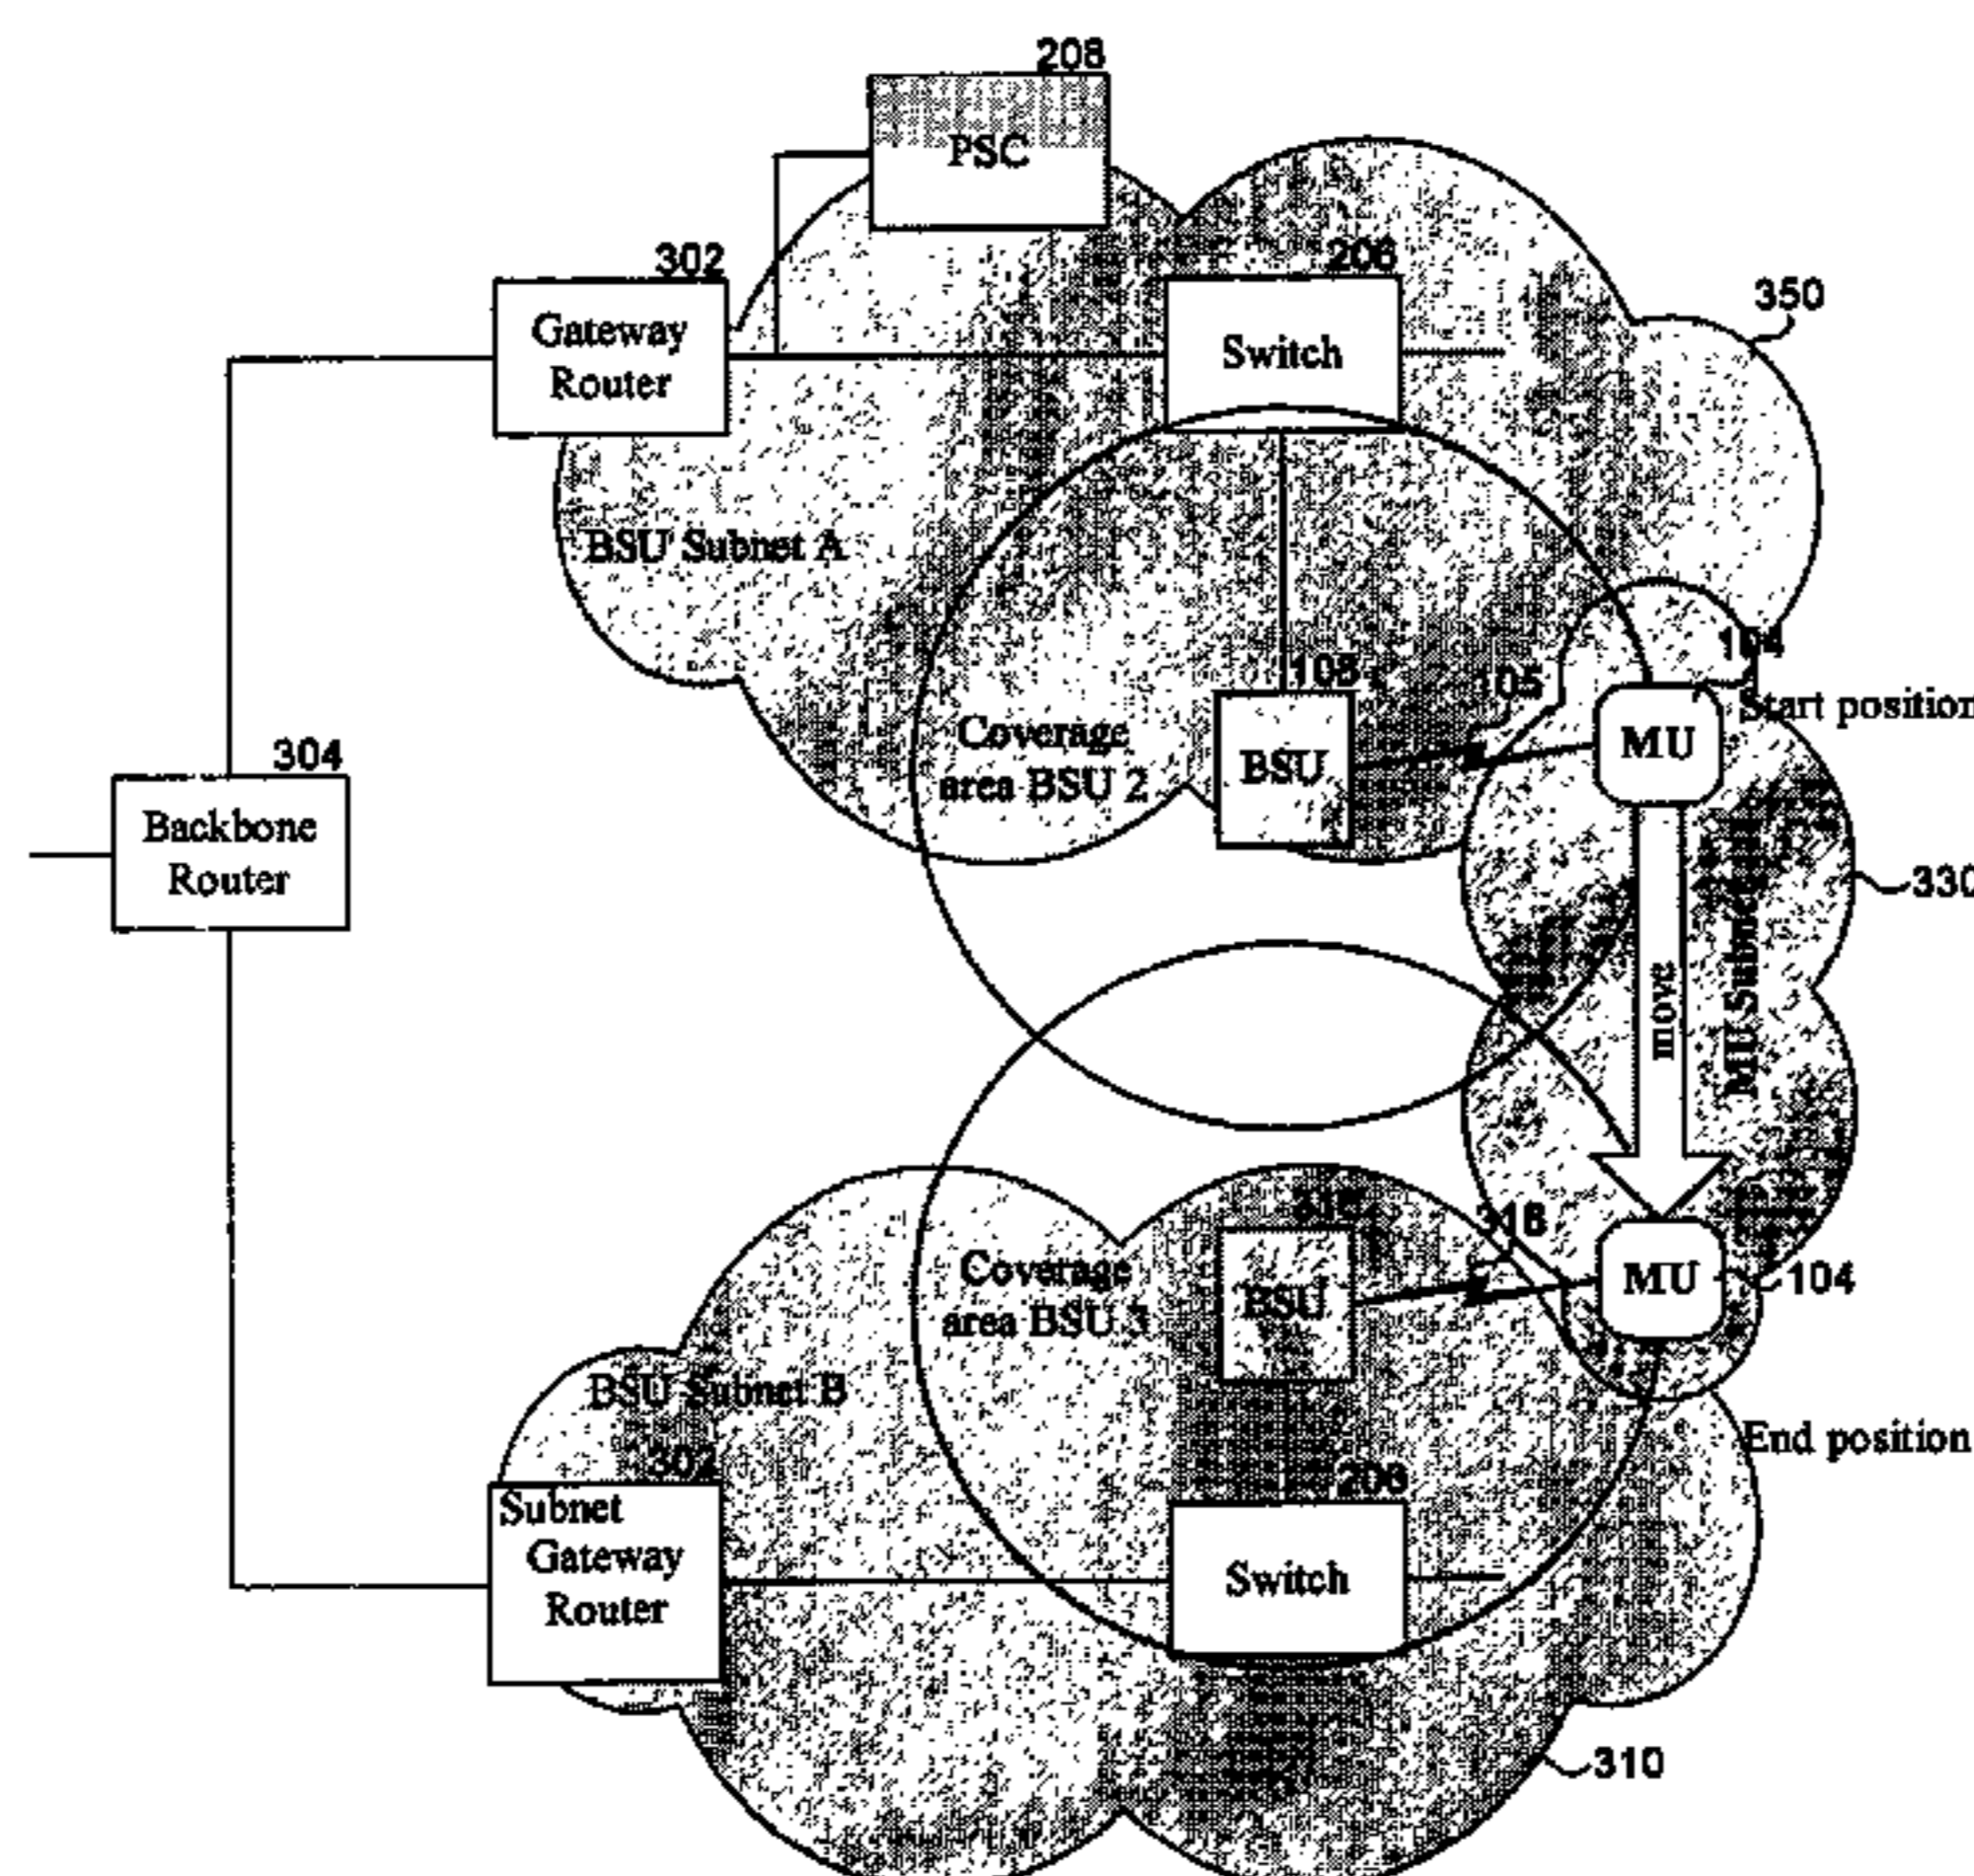 208
PSC
302
206
Gateway
Router
Switch
350
BSU Subnet A
104
108
105
Start position
MU
Coverage
area BSU 2
BSU
304
Backbone
Router
330
MU Subnet
move
316
Coverage
area BSU 3
BSU
MU
104
BSU Subnet B
End position
302
206
Subnet
Gateway
Router
Switch
310